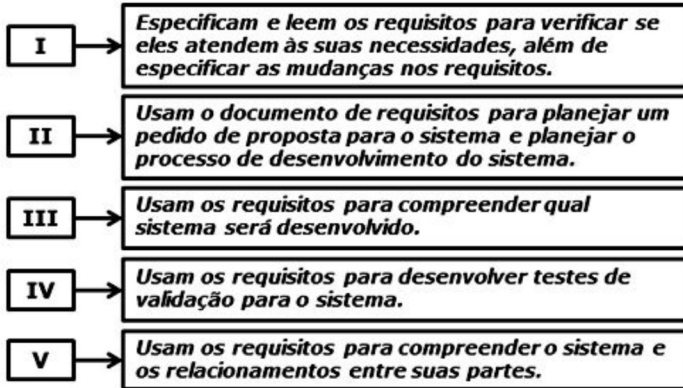 I
Especificam e leem os requisitos para verificar se
eles atendem às suas necessidades, além de
especificar as mudanças nos requisitos.
II
Usam o documento de requisitos para planejar um
pedido de proposta para o sistema e planejar o
processo de desenvolvimento do sistema.
III
Usam os requisitos para compreender qual
sistema será desenvolvido.
IV
Usam os requisitos para desenvolver testes de
validação para o sistema.
V
Usam os requisitos para compreender o sistema e
os relacionamentos entre suas partes.